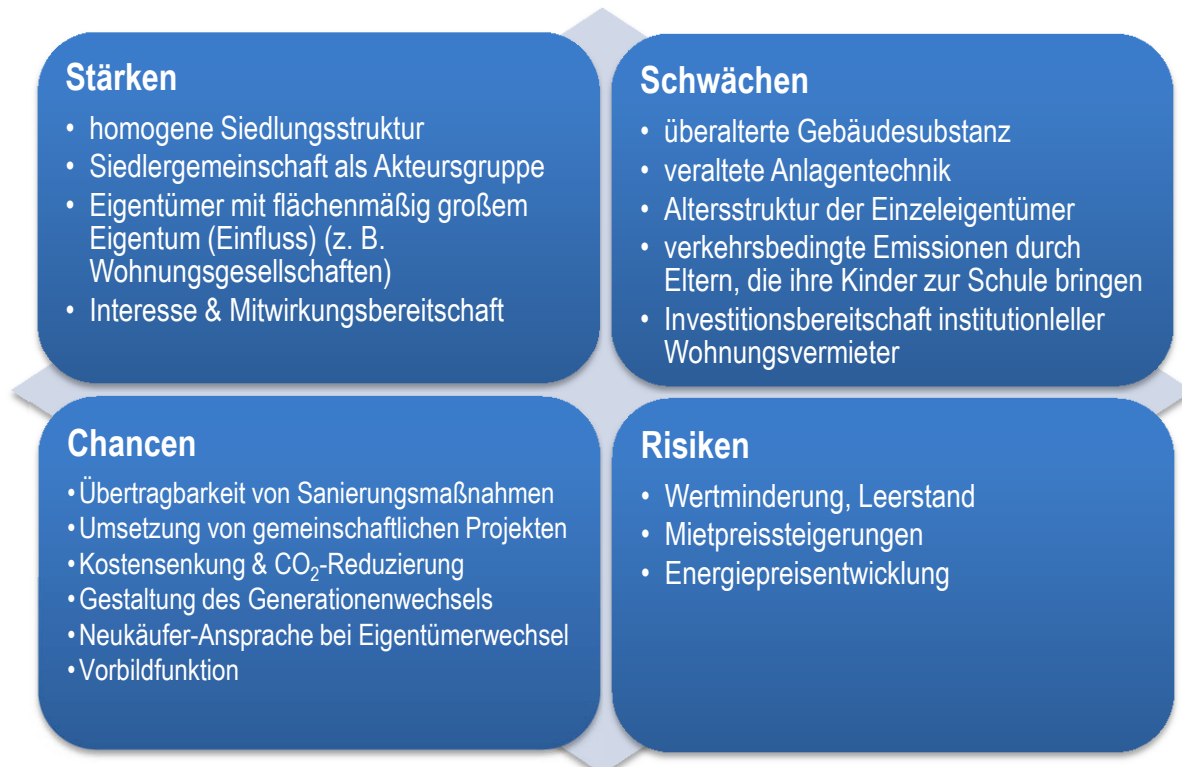 Stärken
• homogene Siedlungsstruktur
• Siedlergemeinschaft als Akteursgruppe
• Eigentümer mit flächenmäßig großem
Eigentum (Einfluss) (z. B.
Wohnungsgesellschaften)
• Interesse & Mitwirkungsbereitschaft
Schwächen
• überalterte Gebäudesubstanz
• veraltete Anlagentechnik
• Altersstruktur der Einzeleigentümer
• verkehrsbedingte Emissionen durch
Eltern, die ihre Kinder zur Schule bringen
• Investitionsbereitschaft institutionleller
Wohnungsvermieter
Chancen
• Übertragbarkeit von Sanierungsmaßnahmen
• Umsetzung von gemeinschaftlichen Projekten
• Kostensenkung & CO₂-Reduzierung
• Gestaltung des Generationenwechsels
• Neukäufer-Ansprache bei Eigentümerwechsel
• Vorbildfunktion
Risiken
• Wertminderung, Leerstand
• Mietpreissteigerungen
• Energiepreisentwicklung